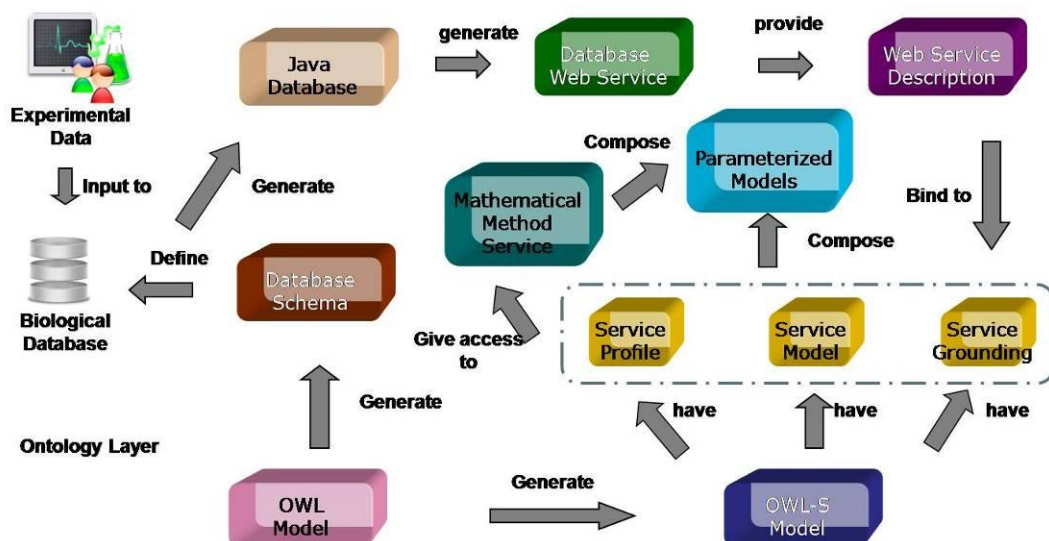 generate
provide
Java
Database
Database
Web Service
Web Service
Description
Experimental
Data
Compose
Parameterized
Models
Input to
Generate
Mathematical
Method
Service
Bind to
Define
Compose
Database
Schema
Biological
Database
Give access
to
Service
Profile
Service
Model
Service
Grounding
Generate
have
have
have
Ontology Layer
Generate
OWL
Model
OWL-S
Model